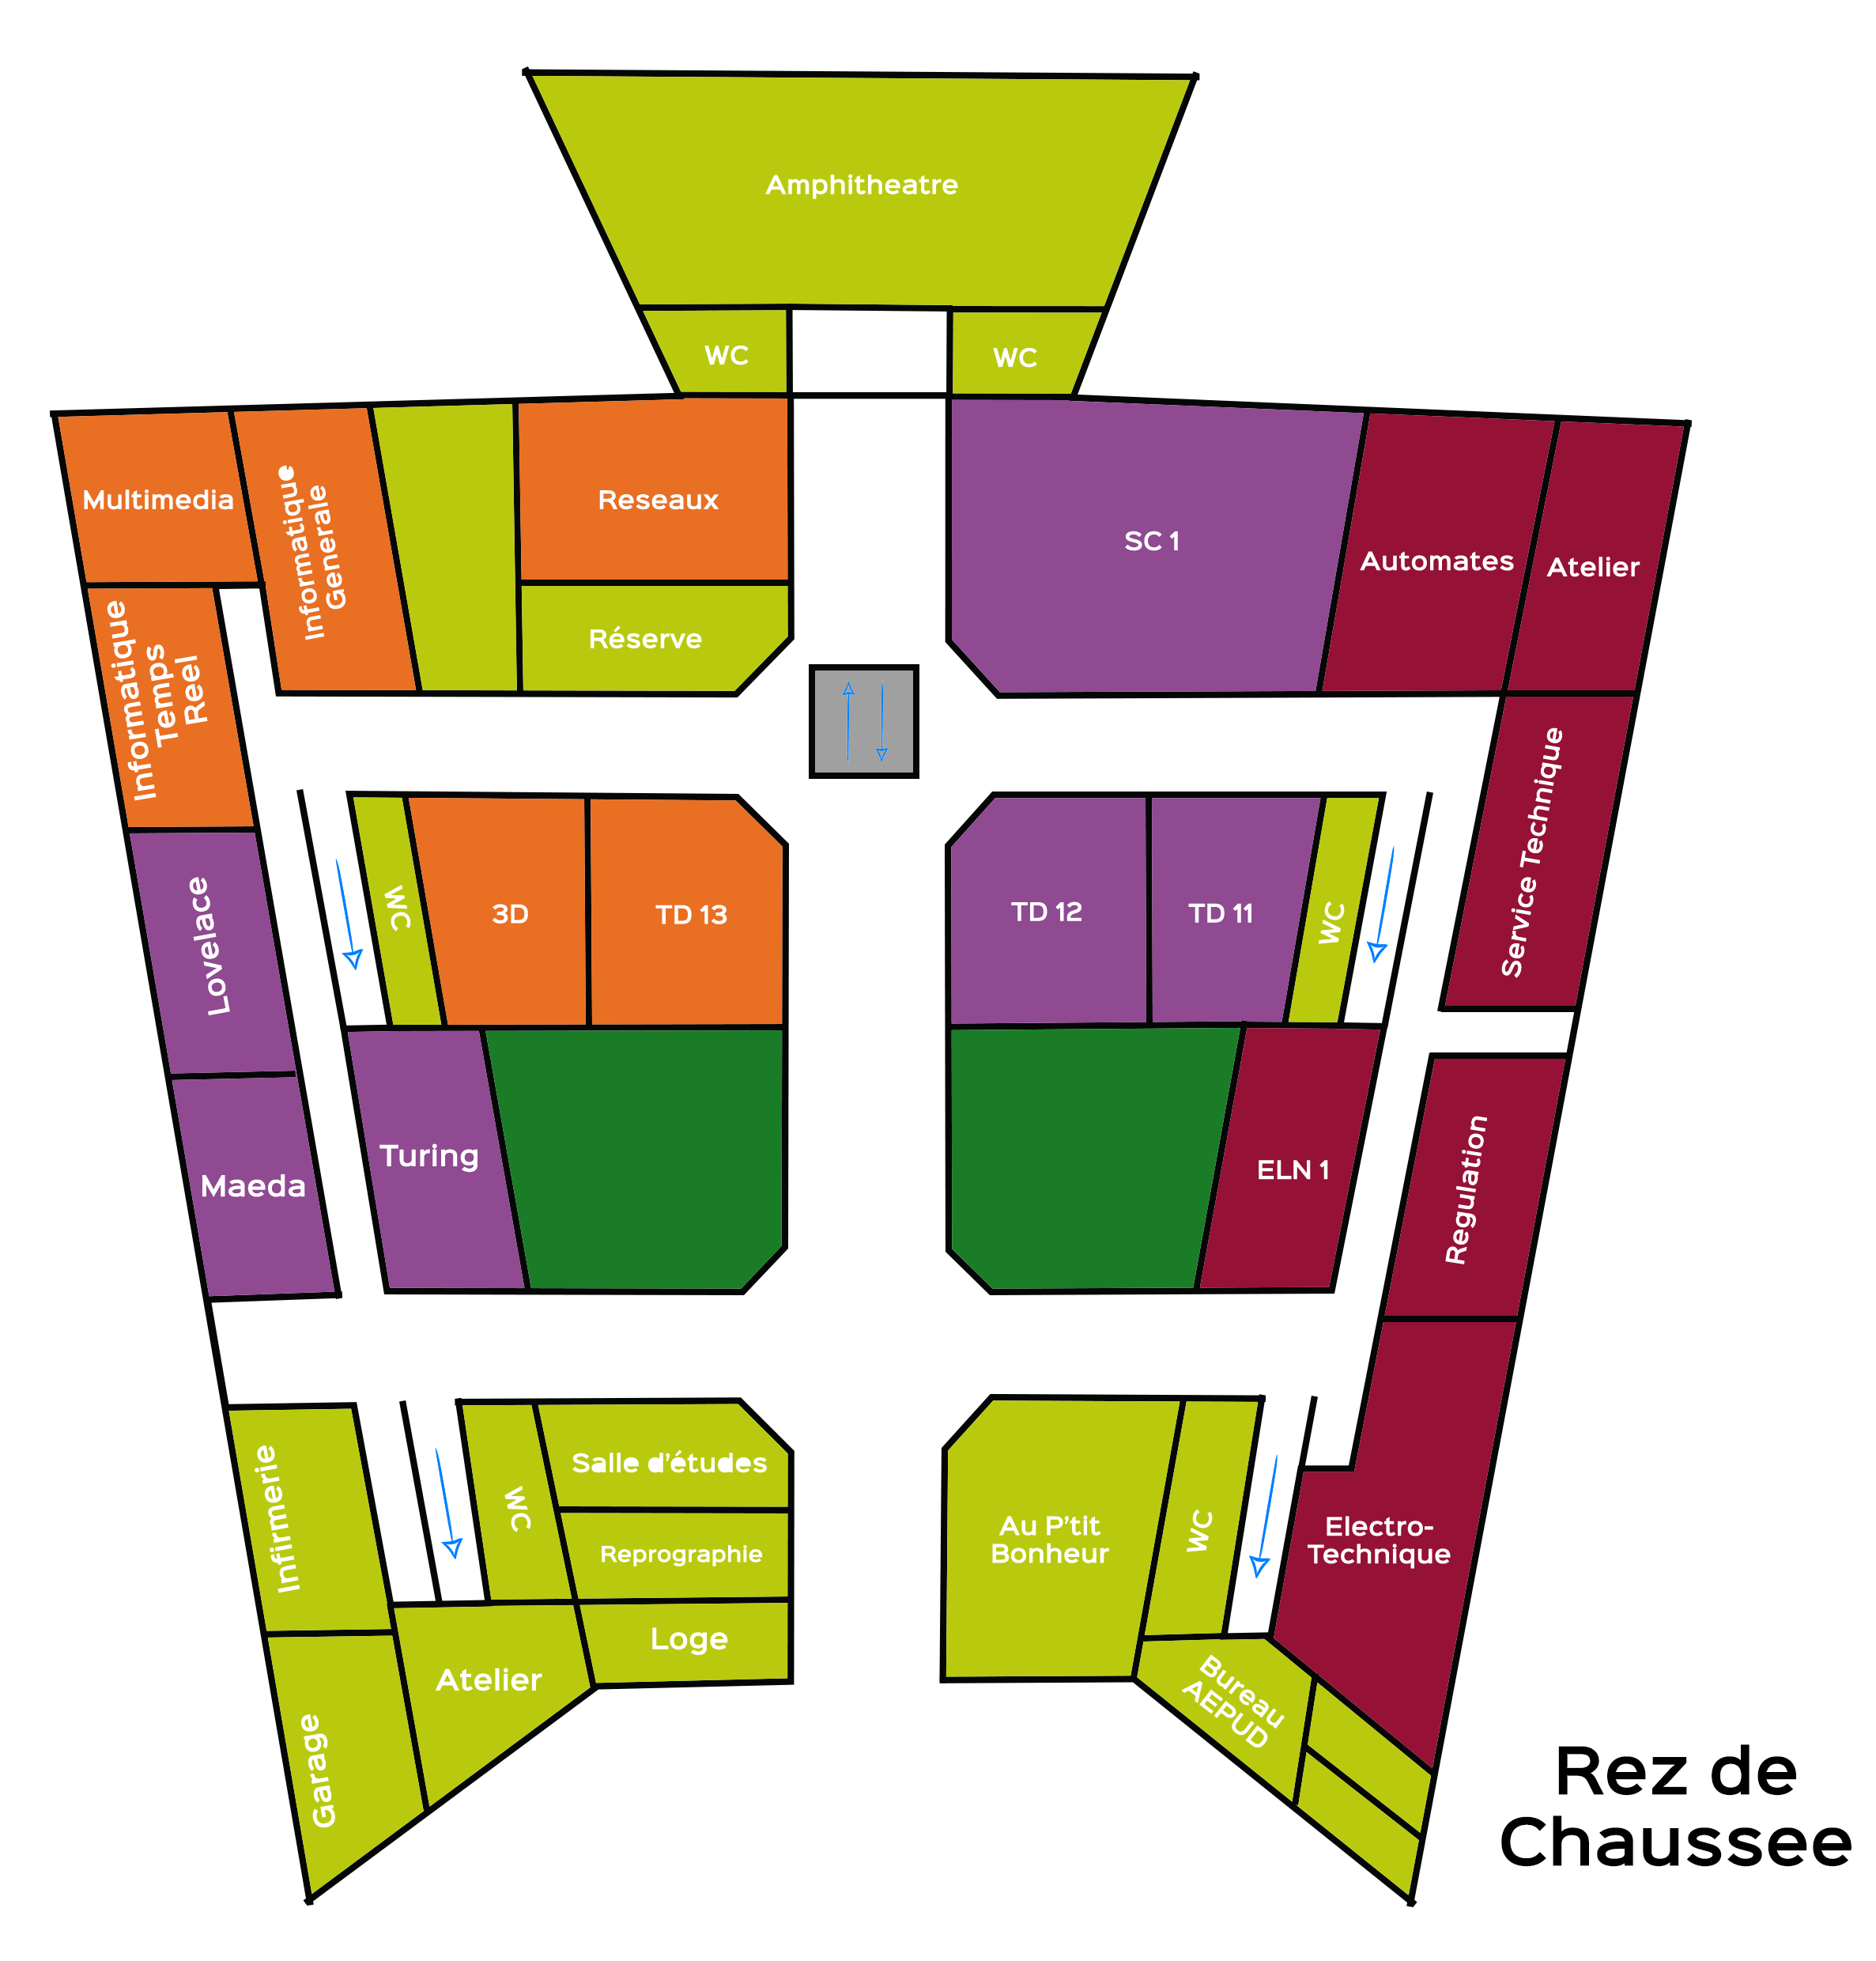 Amphitheatre
WC
WC
Multimedia
Informatique
Generale
Reseaux
SC 1
Automates
Atelier
Réserve
Informatique
Temps
Reel
Service Technique
Lovelace
WC
3D
TD 13
TD 12
TD 11
WC
Maeda
Turing
ELN 1
Regulation
Infirmerie
WC
Salle d'études
Reprographie
Loge
Au P'tit
Bonheur
WC
Electro-
Technique
Garage
Atelier
Bureau
AEPUD
Rez de
Chaussee